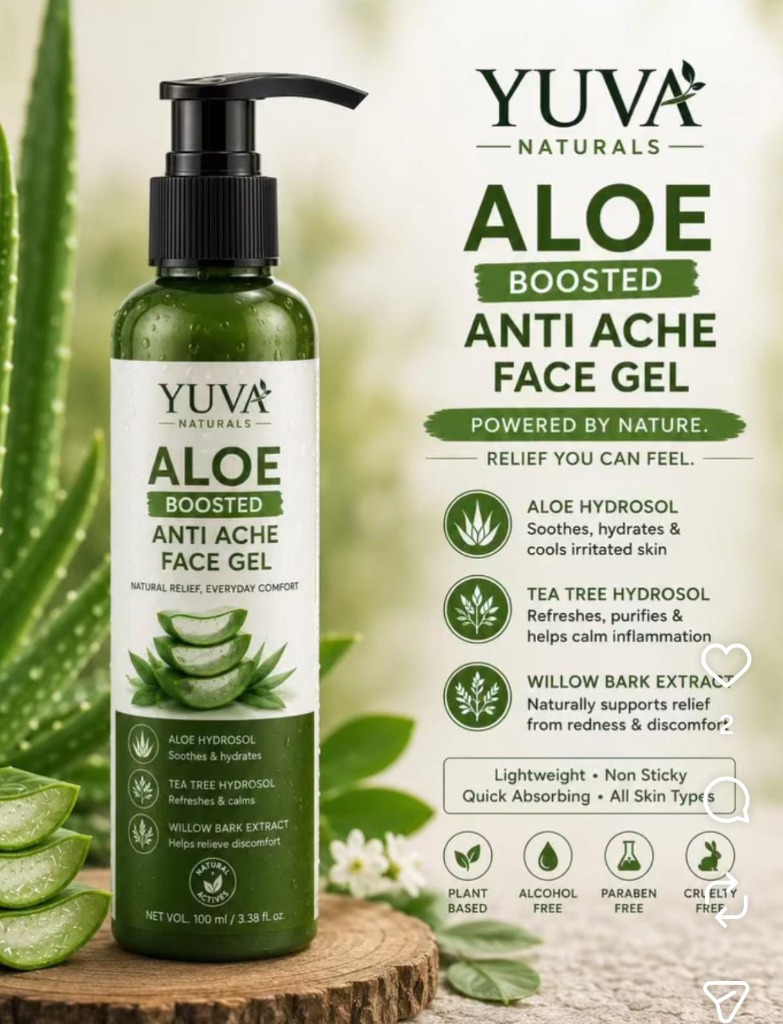 YUVA
NATURALS
ALOE
BOOSTED
ANTI ACHE
FACE GEL
POWERED BY NATURE.
RELIEF YOU CAN FEEL.
ALOE HYDROSOL
Soothes, hydrates &
cools irritated skin
TEA TREE HYDROSOL
Refreshes, purifies &
helps calm inflammation
WILLOW BARK EXTRACT
Naturally supports relief
from redness & discomfort
Lightweight • Non Sticky
Quick Absorbing • All Skin Types
PLANT
BASED
ALCOHOL
FREE
PARABEN
FREE
CRUELTY
FREE
YUVA
NATURALS
ALOE
BOOSTED
ANTI ACHE
FACE GEL
NATURAL RELIEF, EVERYDAY COMFORT
ALOE HYDROSOL
Soothes & hydrates
TEA TREE HYDROSOL
Refreshes & calms
WILLOW BARK EXTRACT
Helps relieve discomfort
NATURAL
ACTIVES
NET VOL. 100 ml / 3.38 fl. oz.
2